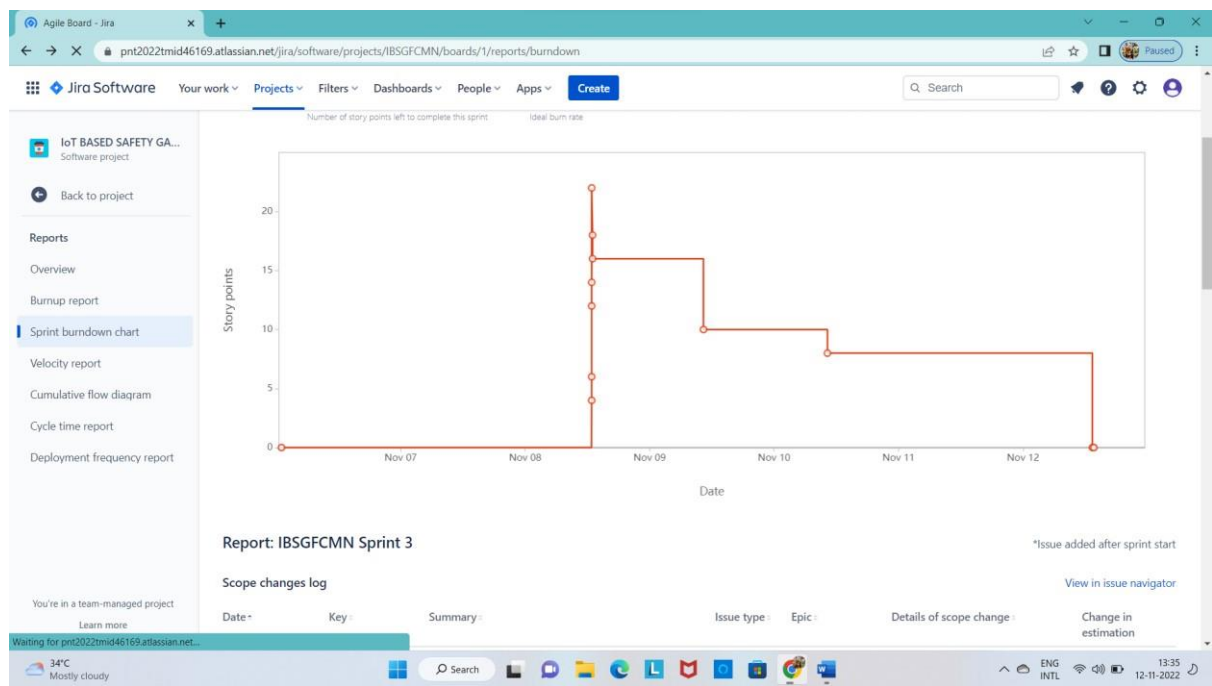 Agile Board - Jira
pnt2022tmid46169.atlassian.net/jira/software/projects/IBSGFCMN/boards/1/reports/burndown
Paused
Jira Software Your work Projects Filters Dashboards People Apps Create Search
Number of story points left to complete this sprint Ideal burn rate
IoT BASED SAFETY GA...
Software project
Back to project
Reports
Overview
Burnup report
Sprint burndown chart
Velocity report
Cumulative flow diagram
Cycle time report
Deployment frequency report
You're in a team-managed project
Learn more
Waiting for pnt2022tmid46169.atlassian.net...
Story points
20
15
10
5
0
Nov 07 Nov 08 Nov 09 Nov 10 Nov 11 Nov 12
Date
Report: IBSGFCMN Sprint 3
*Issue added after sprint start
Scope changes log
View in issue navigator
Date Key Summary Issue type Epic Details of scope change Change in
estimation
34°C
Mostly cloudy
Search
ENG
INTL
13:35
12-11-2022